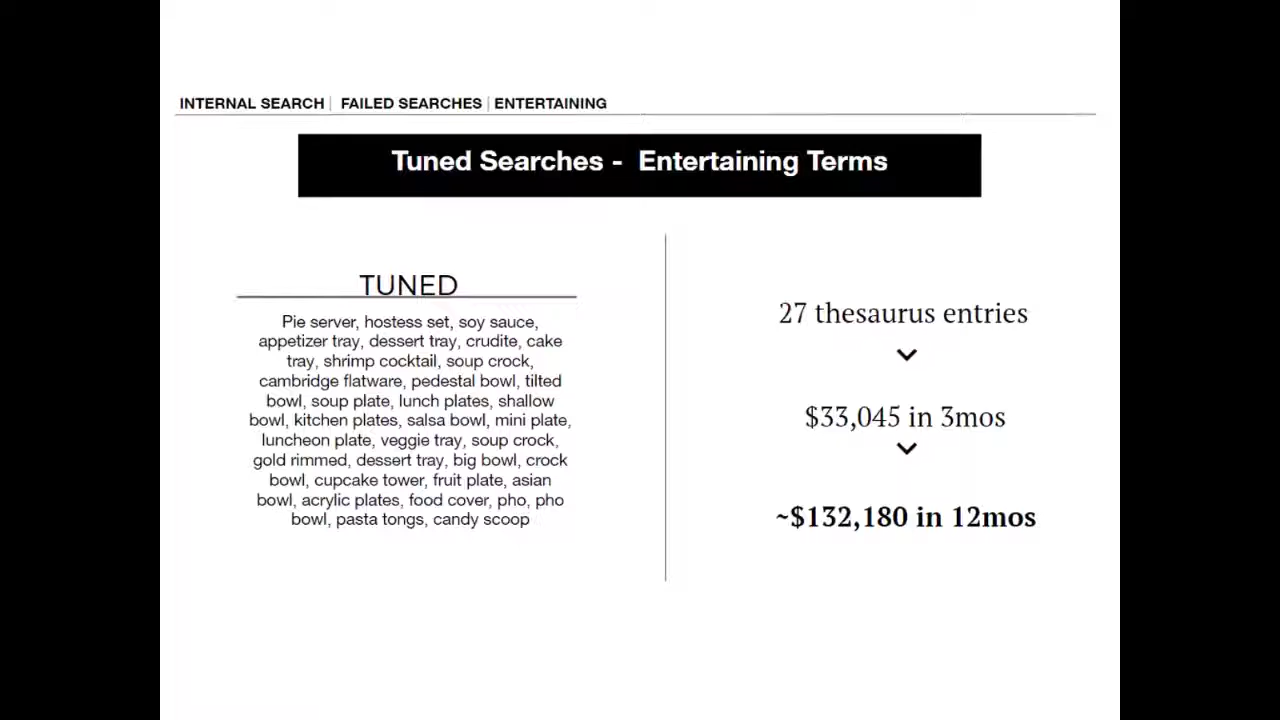 INTERNAL SEARCH | FAILED SEARCHES | ENTERTAINING
Tuned Searches - Entertaining Terms
TUNED
Pie server, hostess set, soy sauce,
appetizer tray, dessert tray, crudite, cake
tray, shrimp cocktail, soup crock,
cambridge flatware, pedestal bowl, tilted
bowl, soup plate, lunch plates, shallow
bowl, kitchen plates, salsa bowl, mini plate,
luncheon plate, veggie tray, soup crock,
gold rimmed, dessert tray, big bowl, crock
bowl, cupcake tower, fruit plate, asian
bowl, acrylic plates, food cover, pho, pho
bowl, pasta tongs, candy scoop
27 thesaurus entries
$33,045 in 3mos
~$132,180 in 12mos